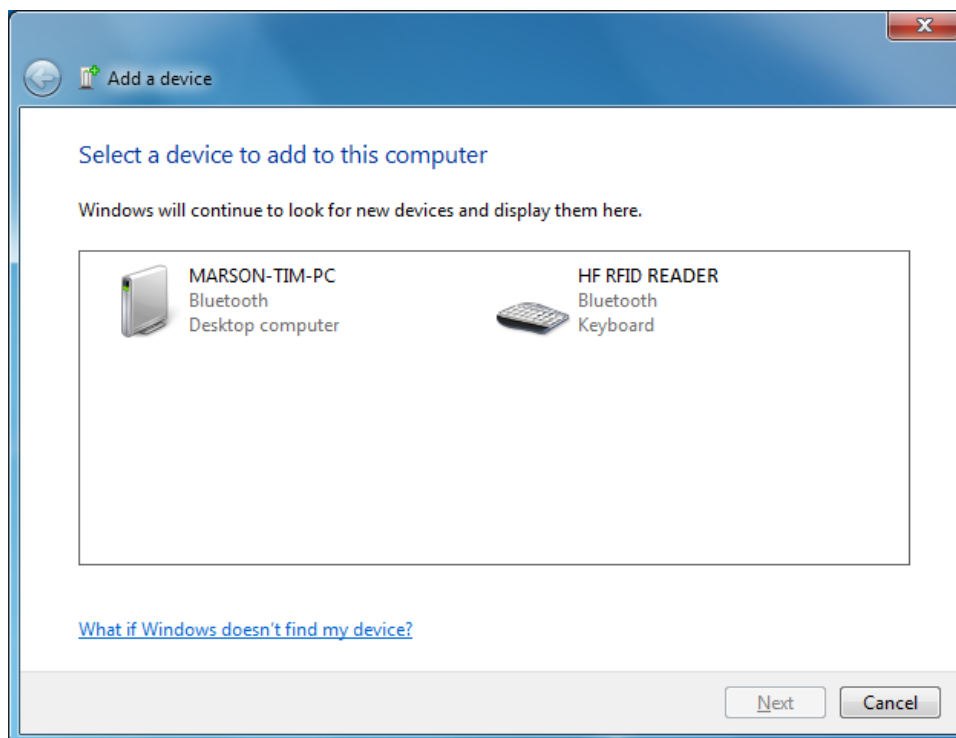 Add a device
Select a device to add to this computer
Windows will continue to look for new devices and display them here.
MARSON-TIM-PC
Bluetooth
Desktop computer
HF RFID READER
Bluetooth
Keyboard
What if Windows doesn't find my device?
Next
Cancel